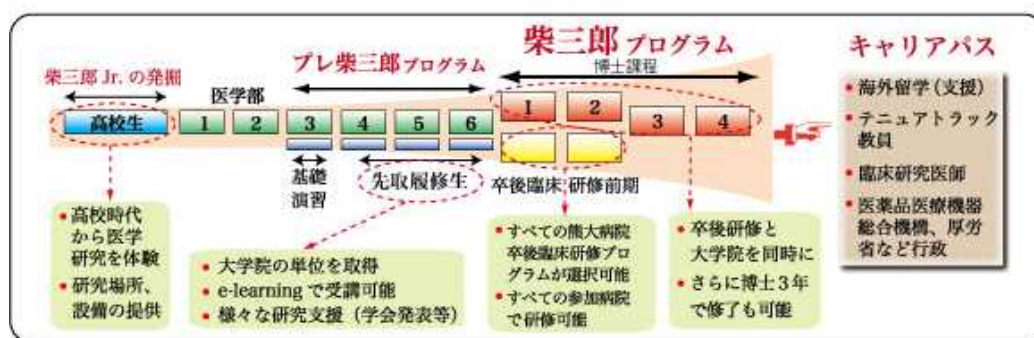 柴三郎 Jr. の発掘
高校生
医学部
1 2 3 4 5 6
プレ柴三郎プログラム
柴三郎 プログラム
博士課程
1 2 3 4
基礎
演習
先取履修生
卒後臨床 研修前期
● 高校時代
から医学
研究を体験
● 研究場所、
設備の提供
● 大学院の単位を取得
● e-learning で受講可能
● 様々な研究支援（学会発表等）
● すべての熊大病院
卒後臨床研修プロ
グラムが選択可能
● すべての参加病院
で研修可能
● 卒後研修と
大学院を同時に
● さらに博士３年
で修了も可能
キャリアパス
● 海外留学 (支援)
● テニュアトラック
教員
● 臨床研究医師
● 医薬品医療機器
総合機構、厚労
省など行政